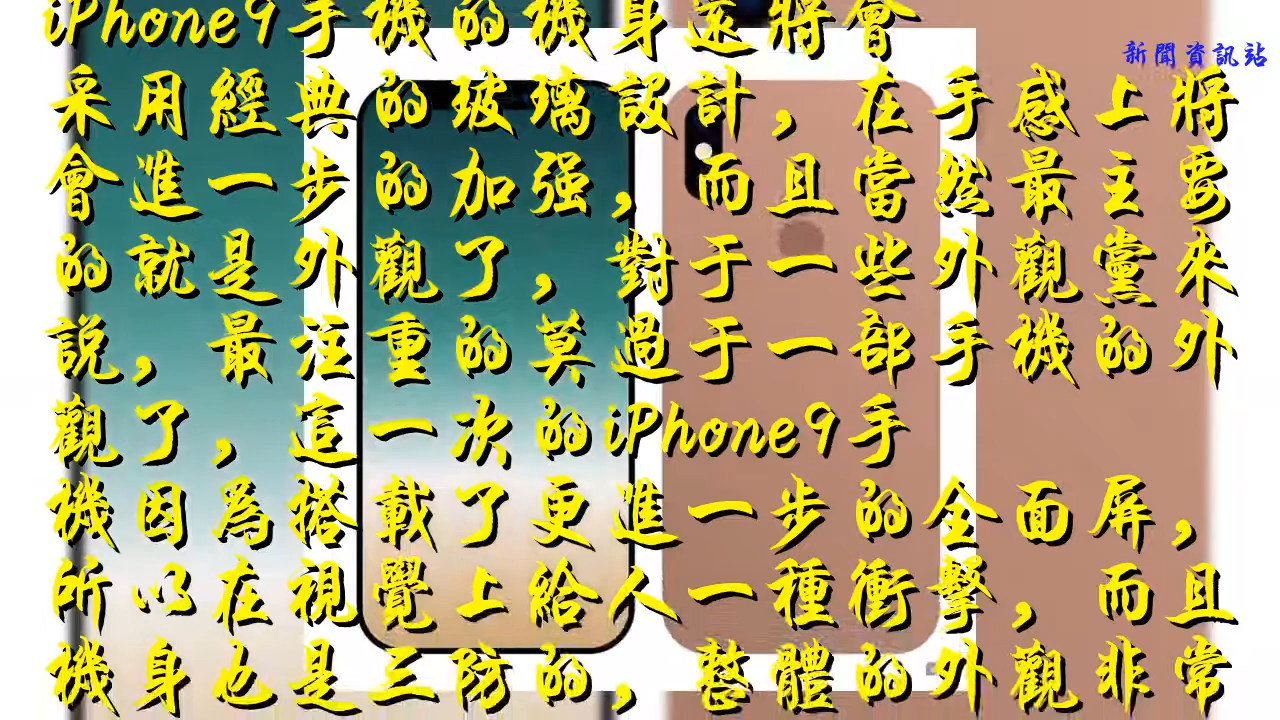 iPhone9手機的機身還將會
新聞資訊站
采用經典的玻璃設計，在手感上將
會進一步的加强，而且當然最主要
的就是外觀了，對于一些外觀黨來
説，最注重的莫過于一部手機的外
觀了，這一次的iPhone9手
機因爲搭載了更進一步的全面屏，
所以在視覺上給人一種衝擊，而且
機身也是三防的，整體的外觀非常